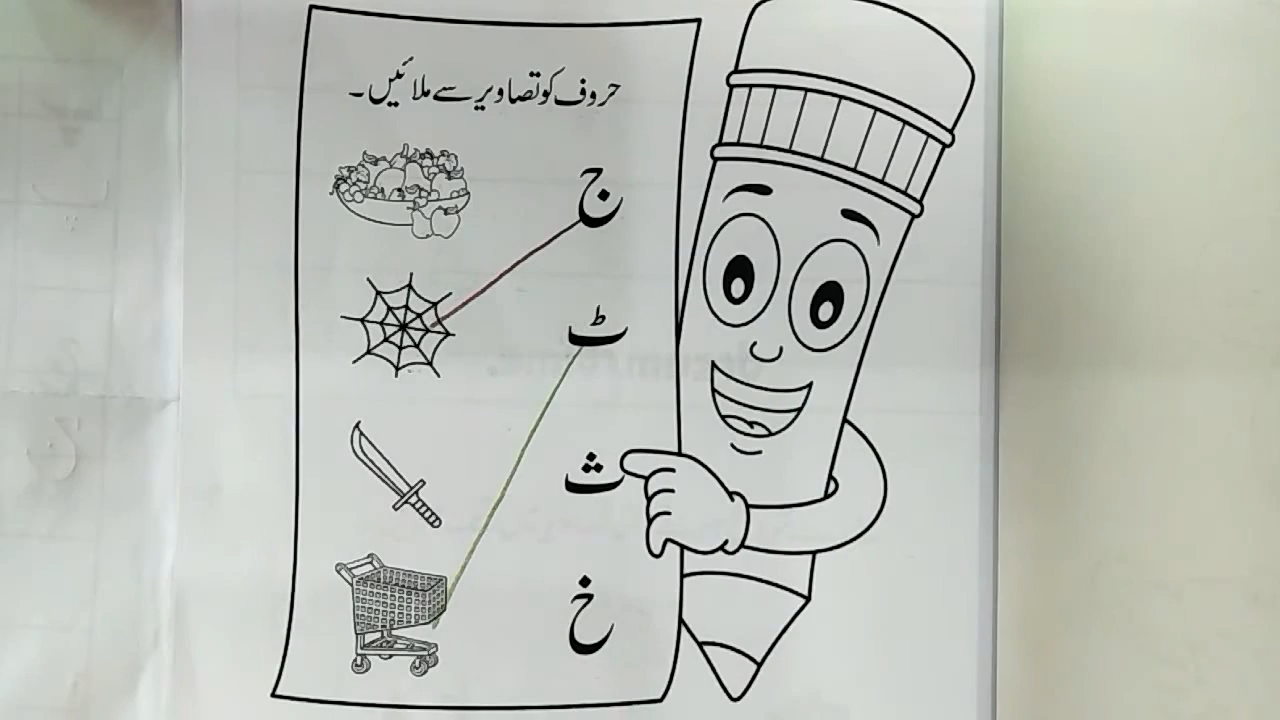 حروف کو تصاویر سے ملائیں۔
ج
ٹ
ث
خ